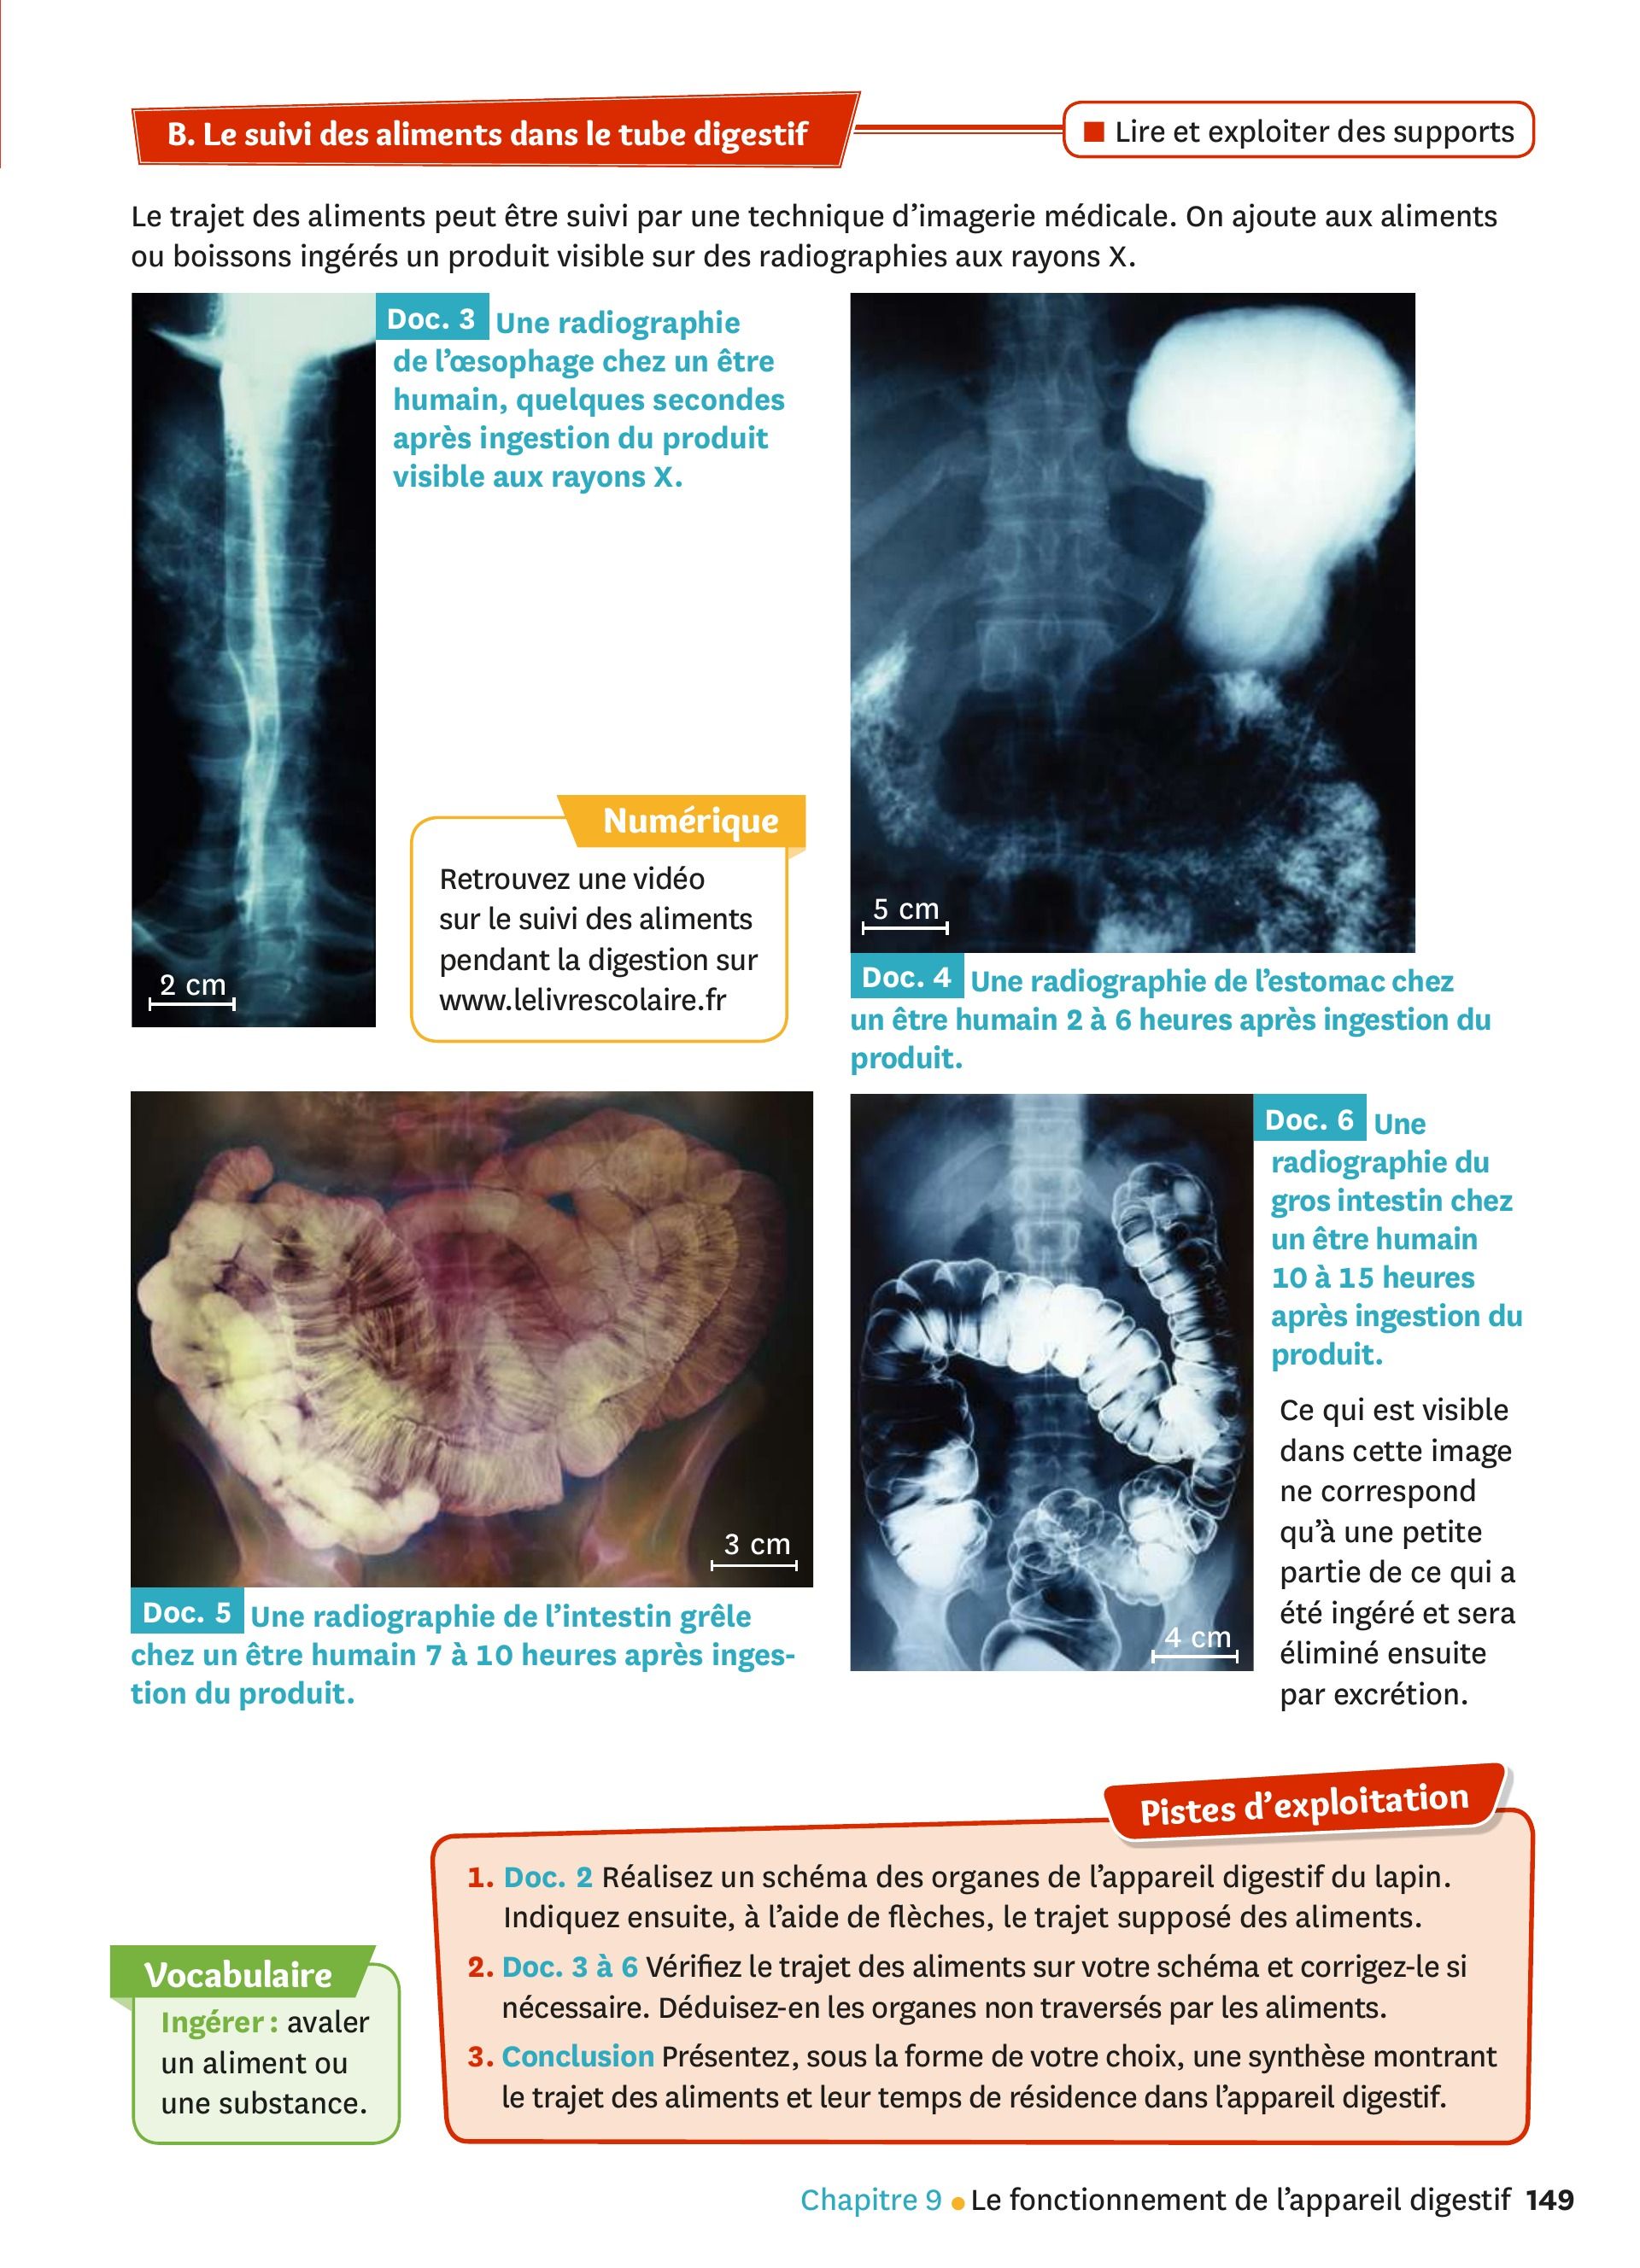 B. Le suivi des aliments dans le tube digestif
■ Lire et exploiter des supports
Le trajet des aliments peut être suivi par une technique d'imagerie médicale. On ajoute aux aliments
ou boissons ingérés un produit visible sur des radiographies aux rayons X.
Doc. 3 Une radiographie
de l'œsophage chez un être
humain, quelques secondes
après ingestion du produit
visible aux rayons X.
2 cm
Numérique
Retrouvez une vidéo
sur le suivi des aliments
pendant la digestion sur
www.lelivrescolaire.fr
5 cm
Doc. 4 Une radiographie de l'estomac chez
un être humain 2 à 6 heures après ingestion du
produit.
3 cm
Doc. 5 Une radiographie de l'intestin grêle
chez un être humain 7 à 10 heures après inges-
tion du produit.
4 cm
Doc. 6 Une
radiographie du
gros intestin chez
un être humain
10 à 15 heures
après ingestion du
produit.
Ce qui est visible
dans cette image
ne correspond
qu'à une petite
partie de ce qui a
été ingéré et sera
éliminé ensuite
par excrétion.
Pistes d'exploitation
1. Doc. 2 Réalisez un schéma des organes de l'appareil digestif du lapin.
Indiquez ensuite, à l'aide de flèches, le trajet supposé des aliments.
2. Doc. 3 à 6 Vérifiez le trajet des aliments sur votre schéma et corrigez-le si
nécessaire. Déduisez-en les organes non traversés par les aliments.
3. Conclusion Présentez, sous la forme de votre choix, une synthèse montrant
le trajet des aliments et leur temps de résidence dans l'appareil digestif.
Vocabulaire
Ingérer : avaler
un aliment ou
une substance.
Chapitre 9 ● Le fonctionnement de l'appareil digestif 149